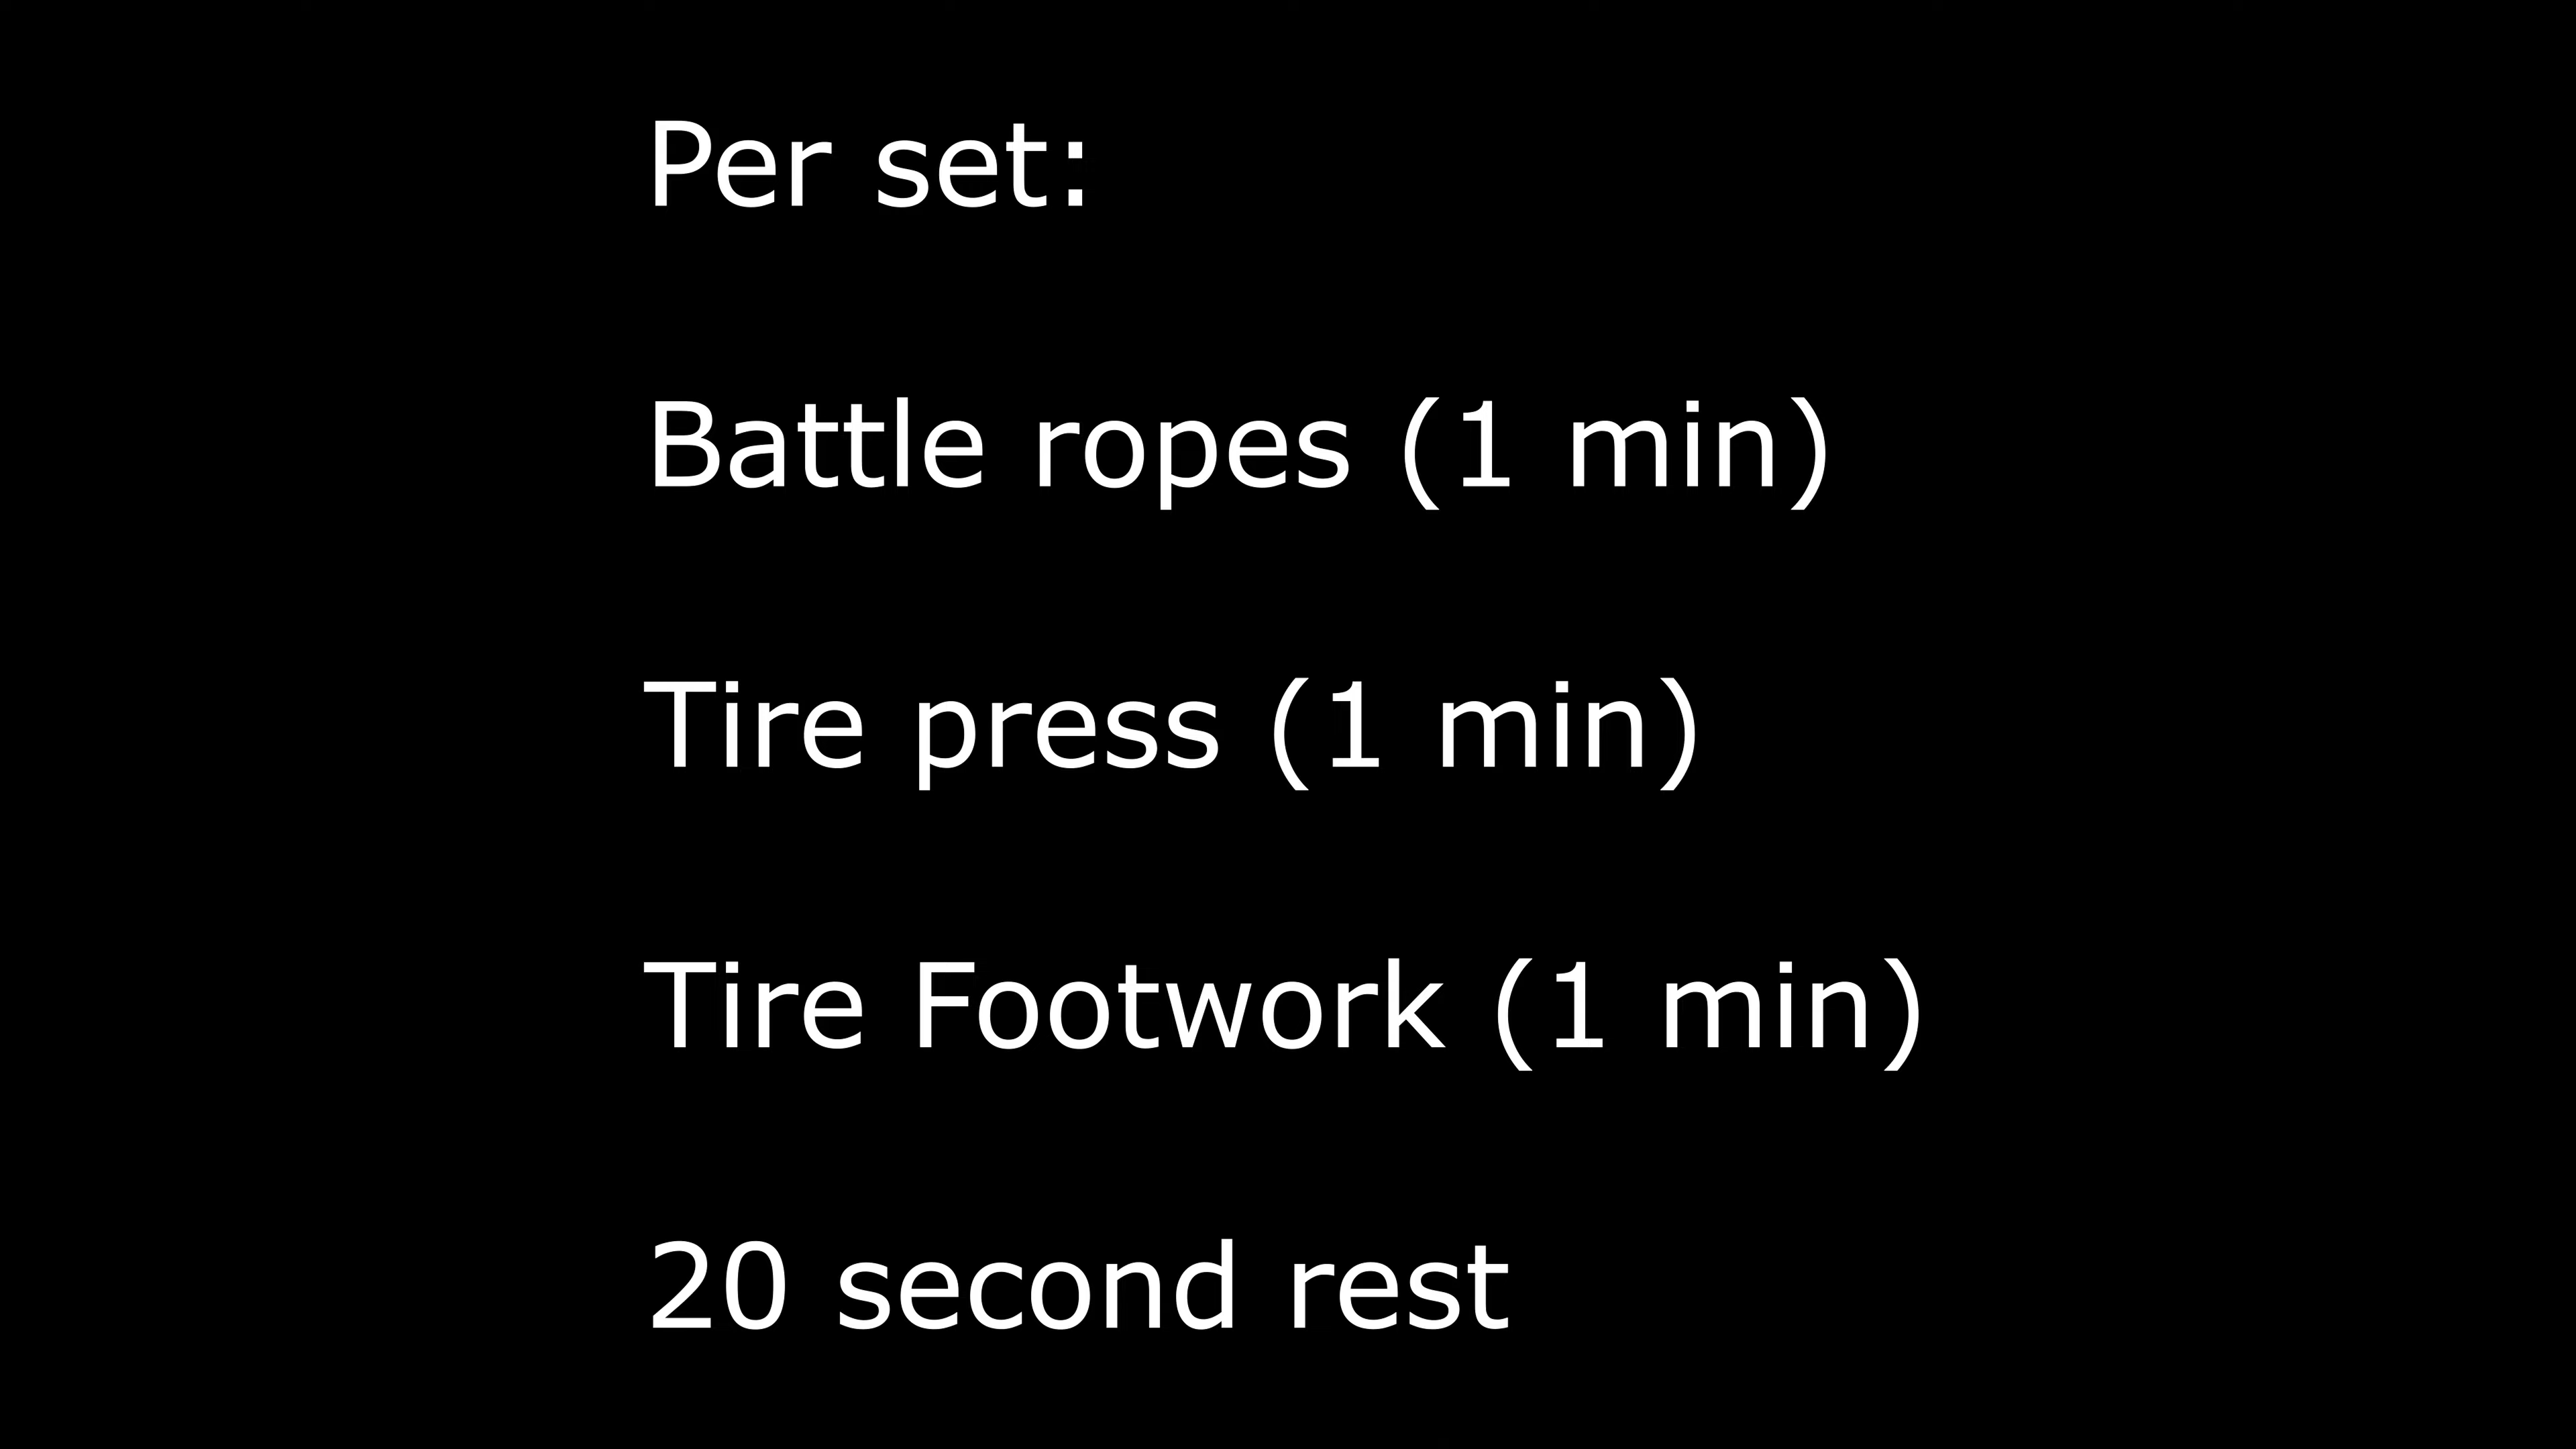 Per set:
Battle ropes (1 min)
Tire press (1 min)
Tire Footwork (1 min)
20 second rest